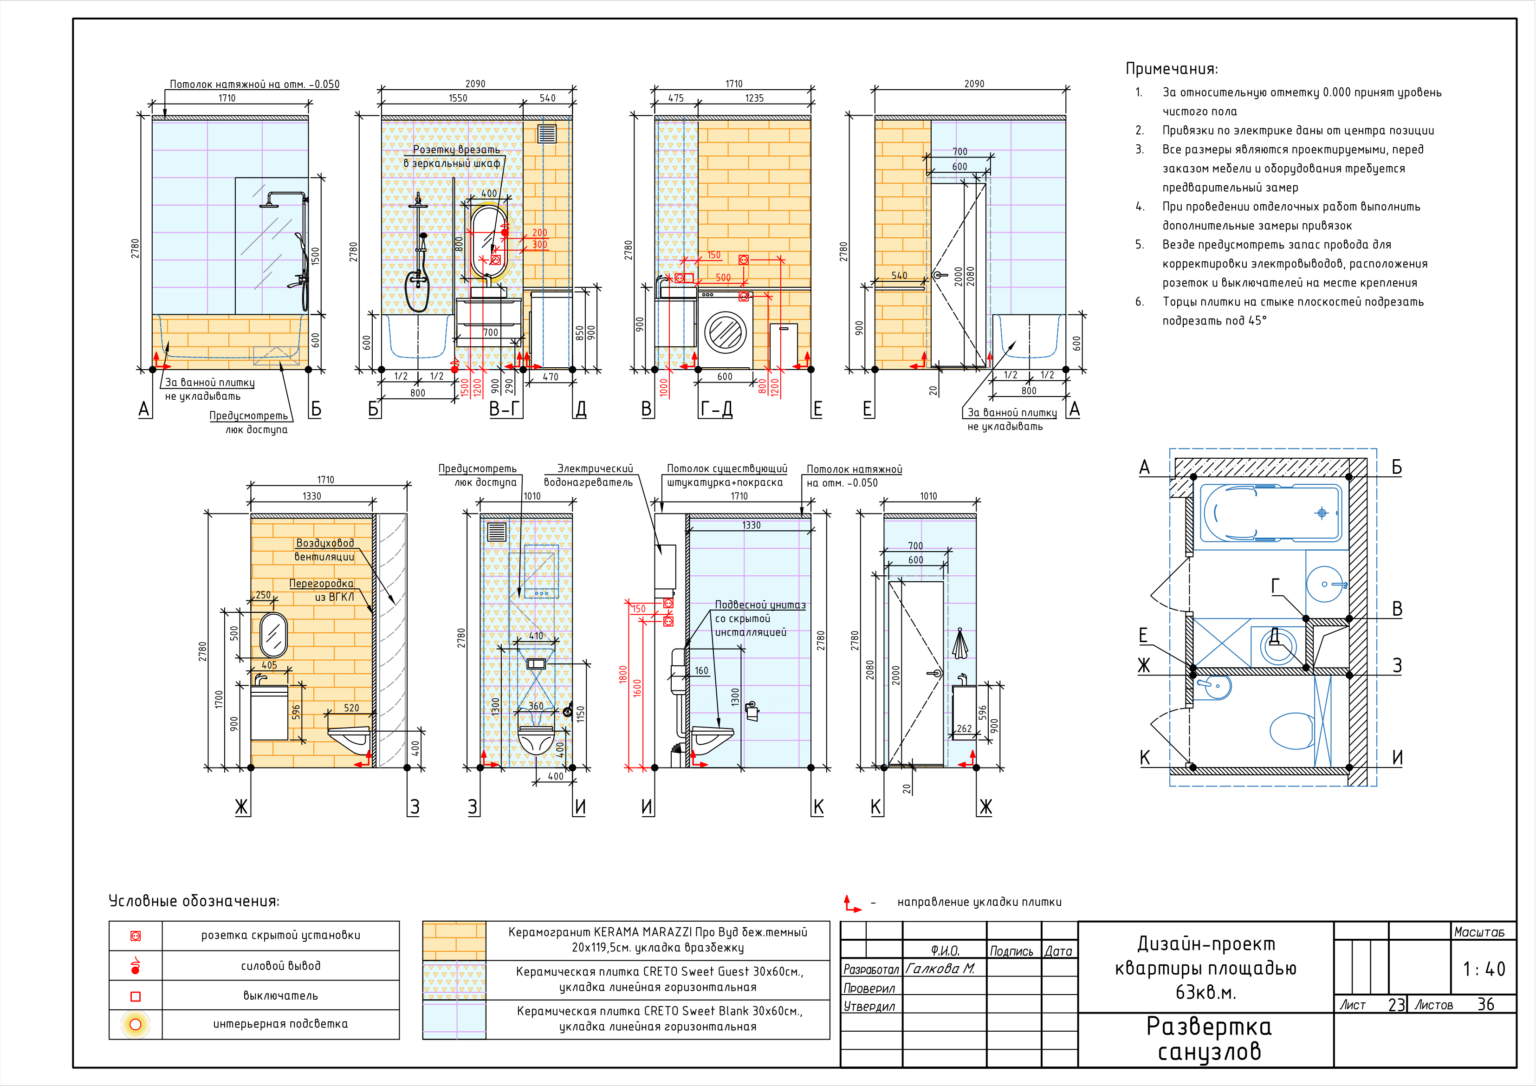 Потолок натяжной на отм. -0.050
1710
2780
1500
600
За ванной плитку
не укладывать
Предусмотреть
люк доступа
А
Б
2090
1550
540
Розетку врезать
в зеркальный шкаф
400
200
300
800
2780
700
850
900
600
1/2
1/2
800
1500
1200
900
290
470
Б
В-Г
Д
1710
475
1235
2780
150
500
900
600
1000
800
1200
В
Г-Д
Е
2090
700
600
2780
540
2000
2080
900
600
20
1/2
1/2
800
За ванной плитку
не укладывать
Е
А
Примечания:
1. За относительную отметку 0.000 принят уровень
чистого пола
2. Привязки по электрике даны от центра позиции
3. Все размеры являются проектируемыми, перед
заказом мебели и оборудования требуется
предварительный замер
4. При проведении отделочных работ выполнить
дополнительные замеры привязок
5. Везде предусмотреть запас провода для
корректировки электровыводов, расположения
розеток и выключателей на месте крепления
6. Торцы плитки на стыке плоскостей подрезать
подрезать под 45°
1710
1330
Воздуховод
вентиляции
Перегородка
из ВГКЛ
250
500
2780
405
1700
900
596
520
400
Ж
З
Предусмотреть
люк доступа
1010
2780
410
1300
360
1150
400
400
З
И
Электрический
водонагреватель
Потолок существующий
штукатурка+покраска
Потолок натяжной
на отм. -0.050
1710
1330
150
Подвесной унитаз
со скрытой
инсталляцией
2780
1800
1600
160
1300
И
К
1010
700
600
2780
2080
2000
596
900
262
20
К
Ж
А
Б
Г
В
Д
Е
Ж
З
К
И
Условные обозначения:
розетка скрытой установки
силовой вывод
выключатель
интерьерная подсветка
Керамогранит KERAMA MARAZZI Про Вуд беж.темный
20х119,5см. укладка вразбежку
Керамическая плитка CRETO Sweet Guest 30х60см.,
укладка линейная горизонтальная
Керамическая плитка CRETO Sweet Blank 30х60см.,
укладка линейная горизонтальная
- направление укладки плитки
Ф.И.О. Подпись Дата
Разработал Галкова М.
Проверил
Утвердил
Дизайн-проект
квартиры площадью
63кв.м.
Развертка
санузлов
Масштаб
1 : 40
Лист 23 Листов 36